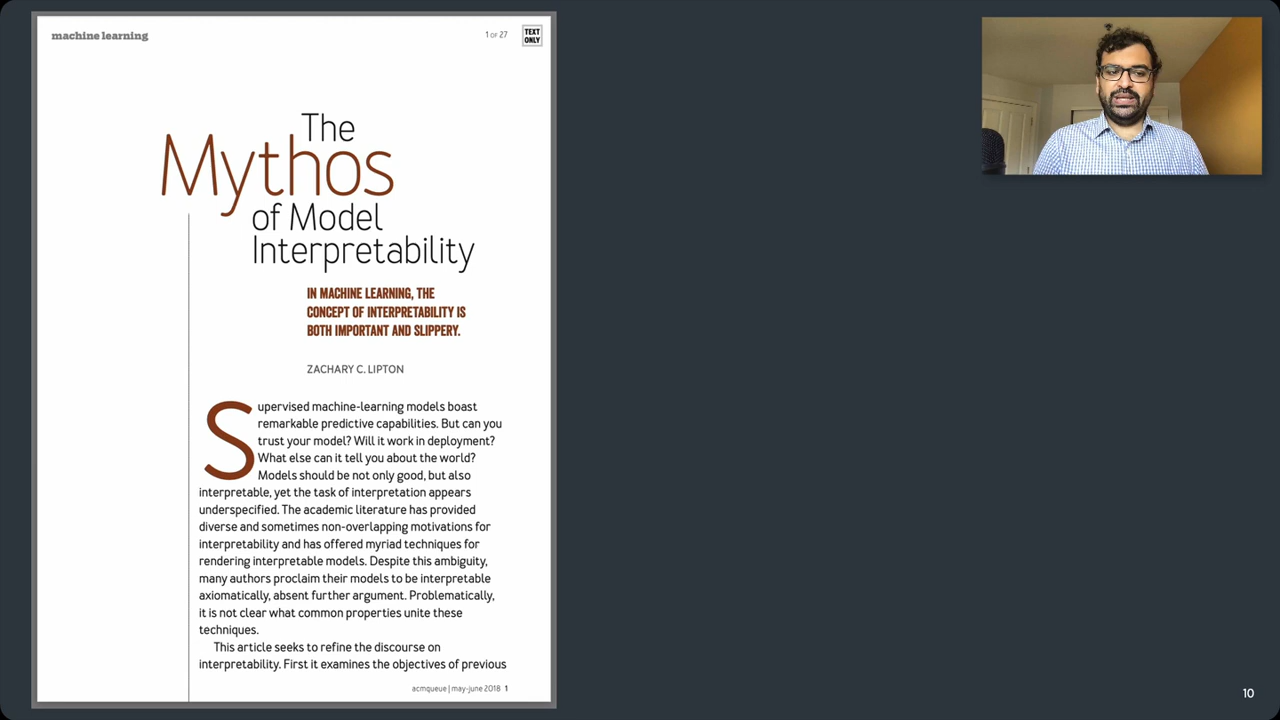 machine learning
1 OF 27
TEXT
ONLY
The
Mythos
of Model
Interpretability
IN MACHINE LEARNING, THE
CONCEPT OF INTERPRETABILITY IS
BOTH IMPORTANT AND SLIPPERY.
ZACHARY C. LIPTON
Supervised machine-learning models boast
remarkable predictive capabilities. But can you
trust your model? Will it work in deployment?
What else can it tell you about the world?
Models should be not only good, but also
interpretable, yet the task of interpretation appears
underspecified. The academic literature has provided
diverse and sometimes non-overlapping motivations for
interpretability and has offered myriad techniques for
rendering interpretable models. Despite this ambiguity,
many authors proclaim their models to be interpretable
axiomatically, absent further argument. Problematically,
it is not clear what common properties unite these
techniques.
This article seeks to refine the discourse on
interpretability. First it examines the objectives of previous
acmqueue | may-june 2018 1
10